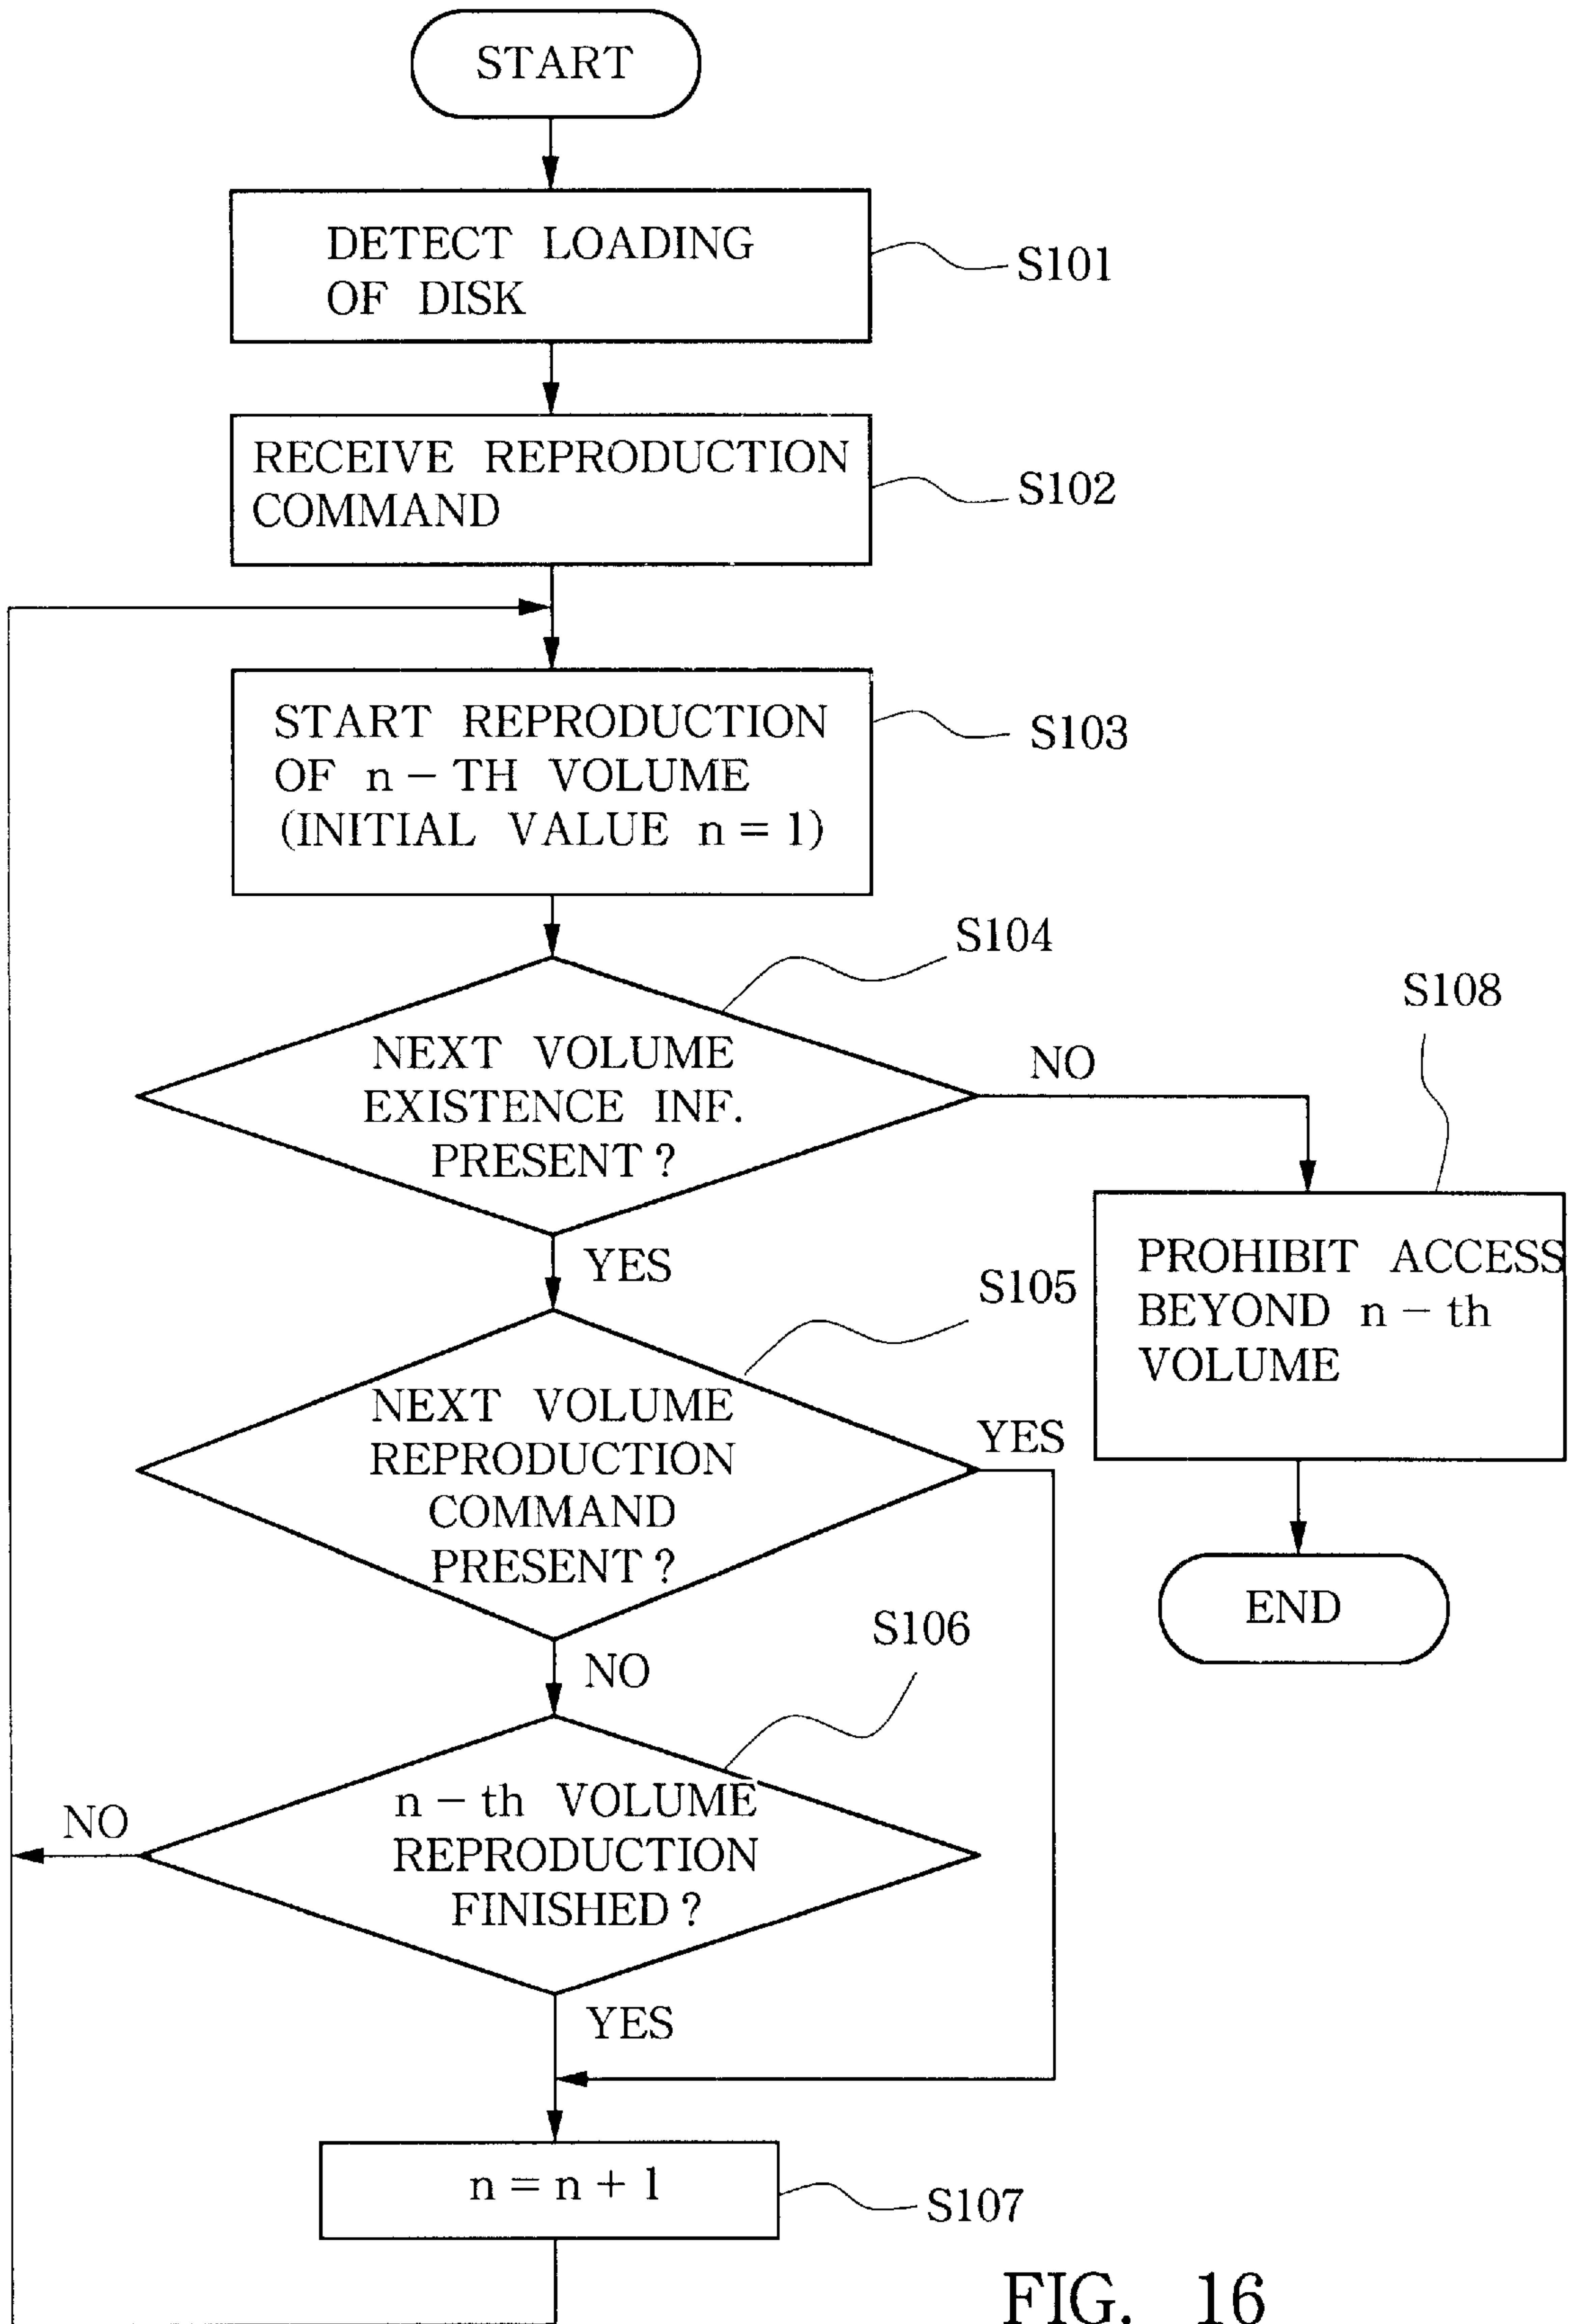 START
DETECT LOADING
OF DISK
S101
RECEIVE REPRODUCTION
COMMAND
S102
START REPRODUCTION
OF n - TH VOLUME
(INITIAL VALUE n = 1)
S103
S104
NEXT VOLUME
EXISTENCE INF.
PRESENT ?
NO
YES
S108
PROHIBIT ACCESS
BEYOND n - th
VOLUME
END
S105
NEXT VOLUME
REPRODUCTION
COMMAND
PRESENT ?
YES
NO
S106
n - th VOLUME
REPRODUCTION
FINISHED ?
NO
YES
n = n + 1
S107
FIG. 16